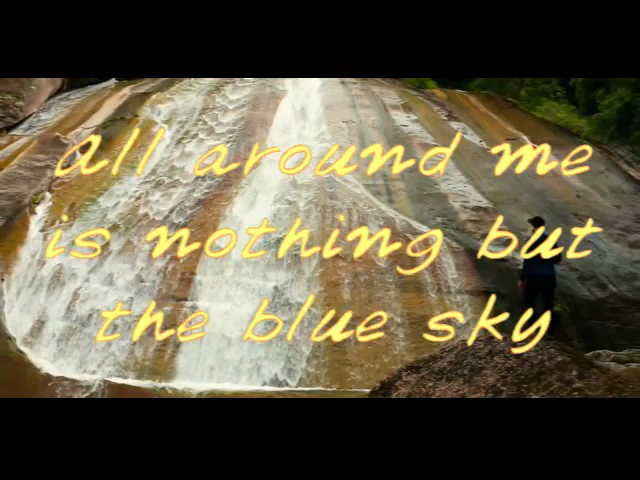 all around me
is nothing but
the blue sky